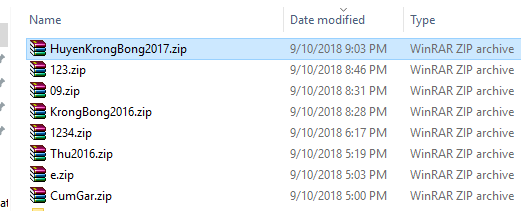 Name Date modified Type
HuyenKrongBong2017.zip 9/10/2018 9:03 PM WinRAR ZIP archive
123.zip 9/10/2018 8:46 PM WinRAR ZIP archive
09.zip 9/10/2018 8:31 PM WinRAR ZIP archive
KrongBong2016.zip 9/10/2018 8:28 PM WinRAR ZIP archive
1234.zip 9/10/2018 6:17 PM WinRAR ZIP archive
Thu2016.zip 9/10/2018 5:19 PM WinRAR ZIP archive
e.zip 9/10/2018 5:03 PM WinRAR ZIP archive
at CumGar.zip 9/10/2018 5:00 PM WinRAR ZIP archive